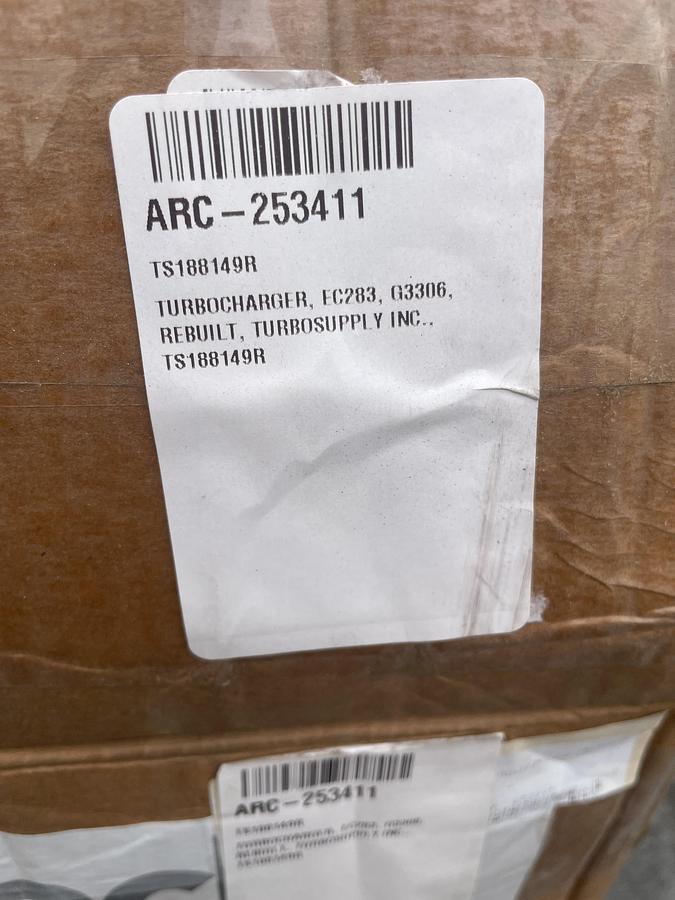 ARC-253411
TS188149R
TURBOCHARGER, EC283, G3306,
REBUILT, TURBOSUPPLY INC.,
TS188149R
ARC-253411